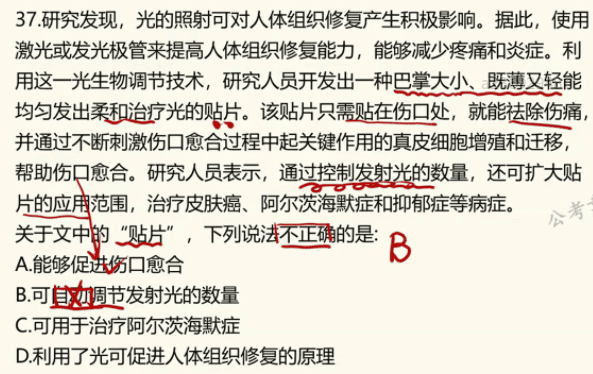 37.研究发现，光的照射可对人体组织修复产生积极影响。据此，使用
激光或发光极管来提高人体组织修复能力，能够减少疼痛和炎症。利
用这一光生物调节技术，研究人员开发出一种巴掌大小、既薄又轻能
均匀发出柔和治疗光的贴片。该贴片只需贴在伤口处，就能祛除伤痛，
并通过不断刺激伤口愈合过程中起关键作用的真皮细胞增殖和迁移，
帮助伤口愈合。研究人员表示，通过控制发射光的数量，还可扩大贴
片的应用范围，治疗皮肤癌、阿尔茨海默症和抑郁症等病症。
公考
关于文中的“贴片”，下列说法不正确的是:
B
A.能够促进伤口愈合
B.可自动调节发射光的数量
C.可用于治疗阿尔茨海默症
D.利用了光可促进人体组织修复的原理